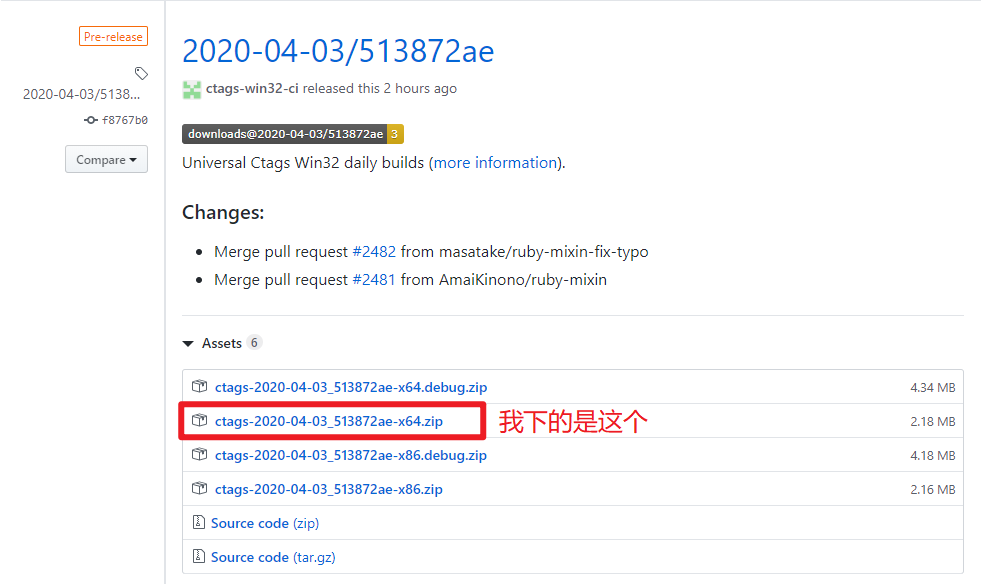 Pre-release
2020-04-03/5138...
f8767b0
Compare
2020-04-03/513872ae
ctags-win32-ci released this 2 hours ago
downloads@2020-04-03/513872ae 3
Universal Ctags Win32 daily builds (more information).
Changes:
Merge pull request #2482 from masatake/ruby-mixin-fix-typo
Merge pull request #2481 from AmaiKinono/ruby-mixin
Assets 6
ctags-2020-04-03_513872ae-x64.debug.zip 4.34 MB
ctags-2020-04-03_513872ae-x64.zip 我下的是这个 2.18 MB
ctags-2020-04-03_513872ae-x86.debug.zip 4.18 MB
ctags-2020-04-03_513872ae-x86.zip 2.16 MB
Source code (zip)
Source code (tar.gz)